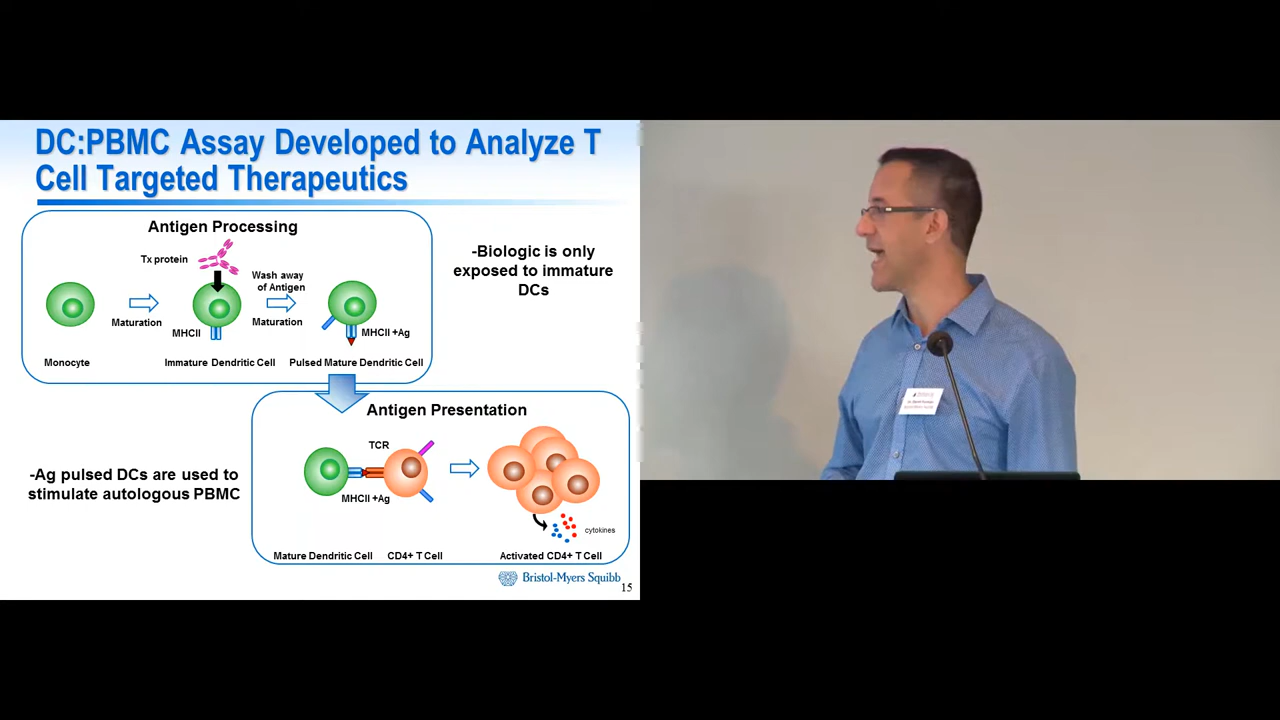 DC:PBMC Assay Developed to Analyze T
Cell Targeted Therapeutics
Antigen Processing
Tx protein
Wash away
of Antigen
Maturation
Maturation
MHCII
MHCII +Ag
Monocyte
Immature Dendritic Cell
Pulsed Mature Dendritic Cell
-Biologic is only
exposed to immature
DCs
Antigen Presentation
TCR
MHCII +Ag
cytokines
Mature Dendritic Cell
CD4+ T Cell
Activated CD4+ T Cell
-Ag pulsed DCs are used to
stimulate autologous PBMC
Bristol-Myers Squibb
15